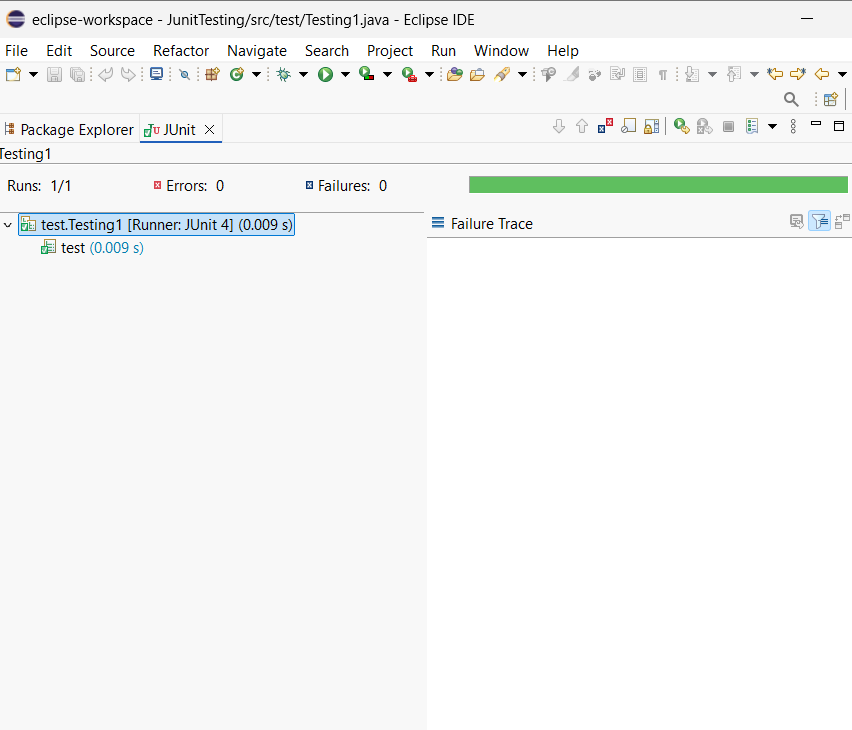 eclipse-workspace - JunitTesting/src/test/Testing1.java - Eclipse IDE
File Edit Source Refactor Navigate Search Project Run Window Help
Package Explorer JUnit
Testing1
Runs: 1/1 Errors: 0 Failures: 0
test.Testing1 [Runner: JUnit 4] (0.009 s)
Failure Trace
test (0.009 s)